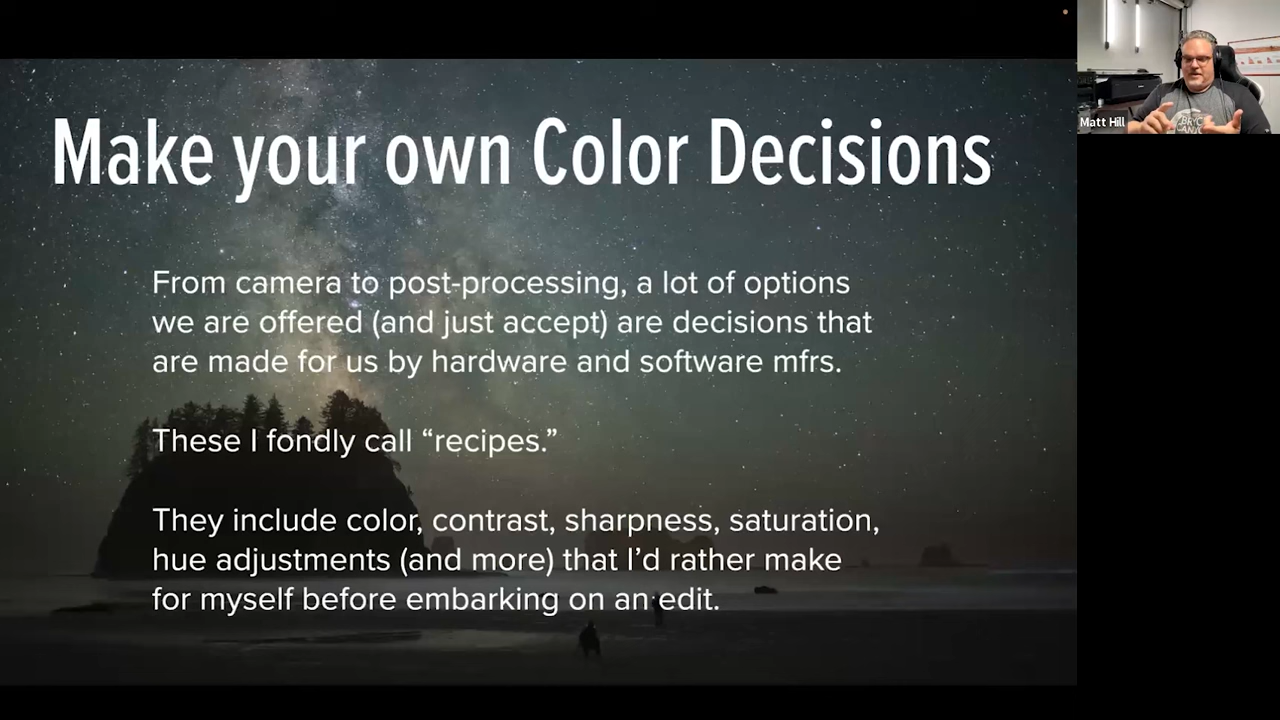 Make your own Color Decisions
From camera to post-processing, a lot of options
we are offered (and just accept) are decisions that
are made for us by hardware and software mfrs.
These I fondly call “recipes.”
They include color, contrast, sharpness, saturation,
hue adjustments (and more) that I’d rather make
for myself before embarking on an edit.
Matt Hill